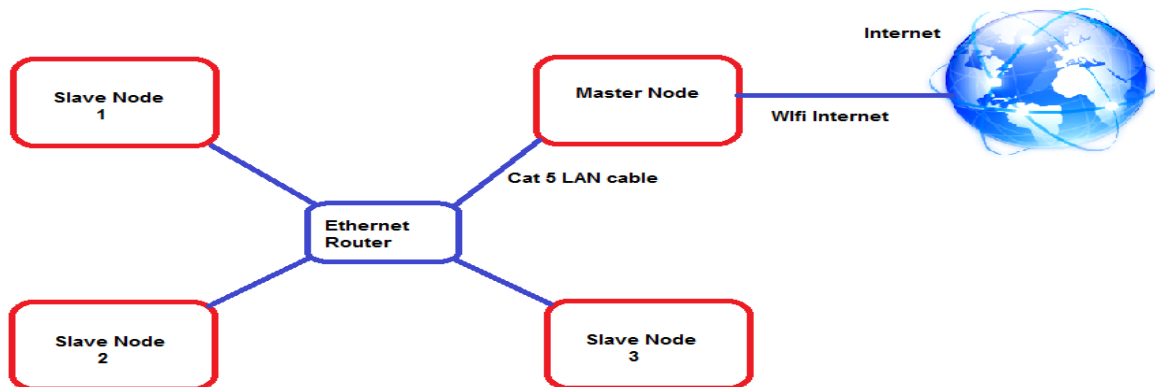 Internet
Slave Node
1
Master Node
WIfi Internet
Cat 5 LAN cable
Ethernet
Router
Slave Node
2
Slave Node
3